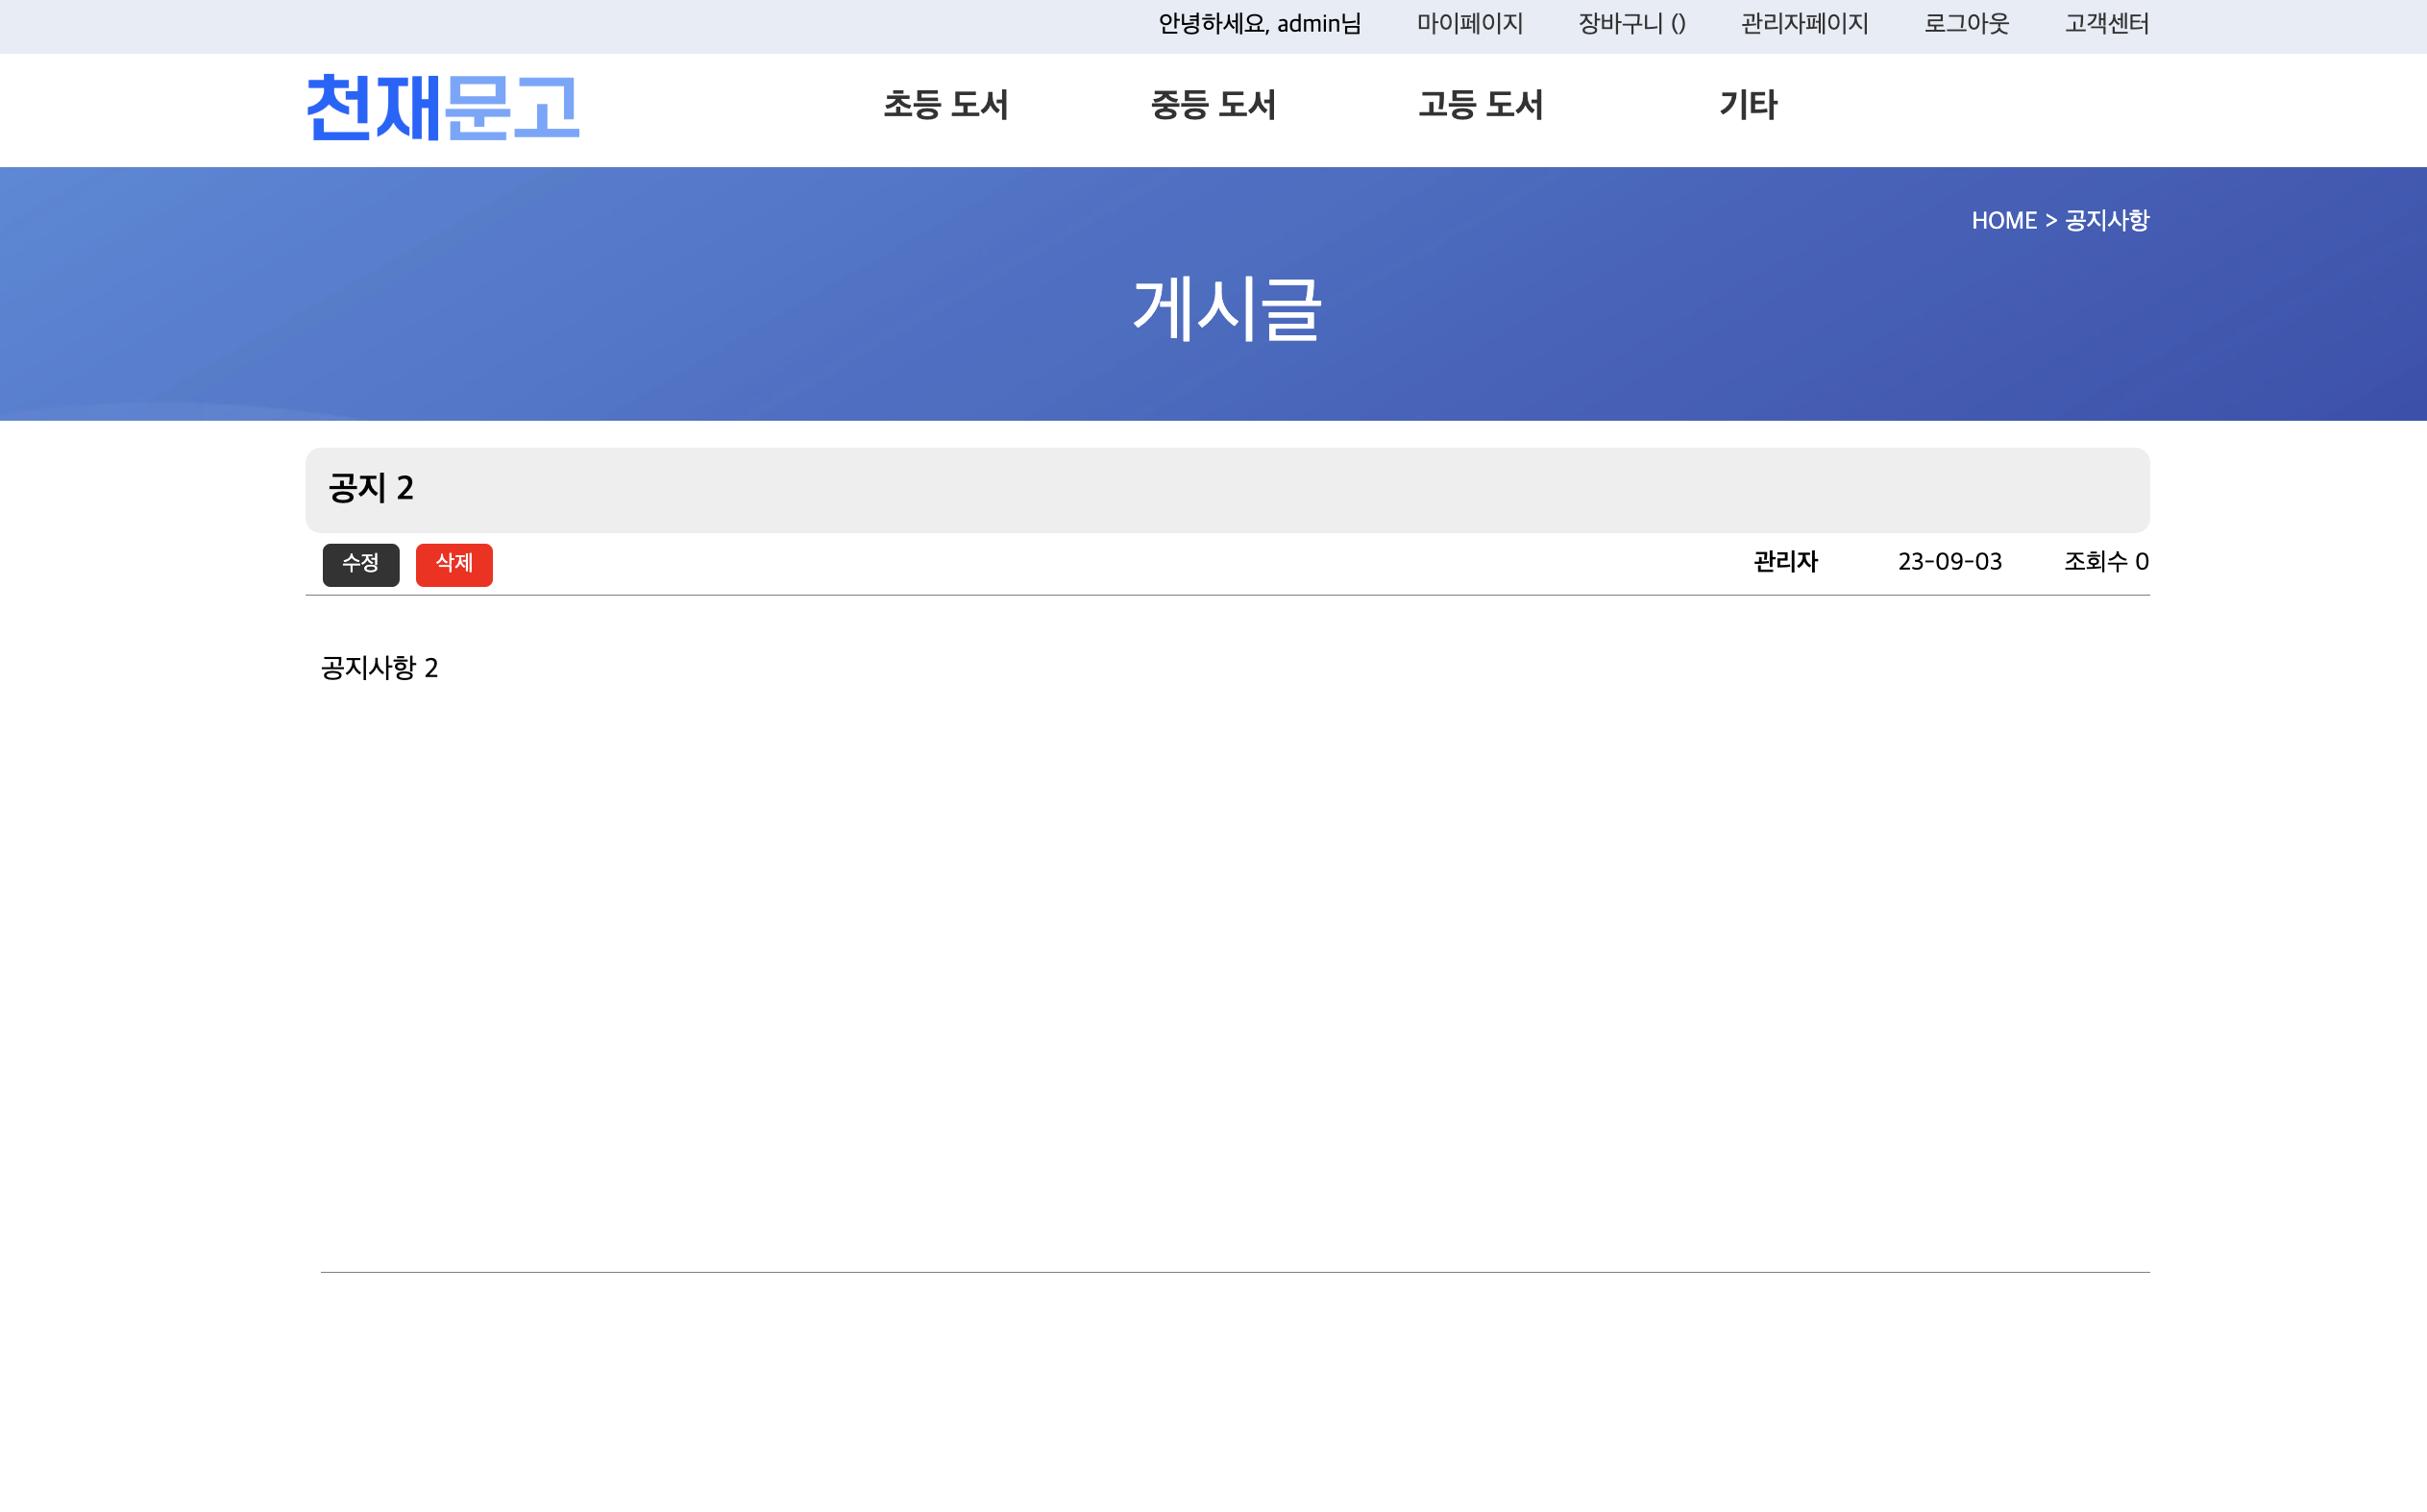 안녕하세요, admin님 마이페이지 장바구니 () 관리자페이지 로그아웃 고객센터
천재문고 초등 도서 중등 도서 고등 도서 기타
HOME > 공지사항
게시글
공지 2
수정 삭제 관리자 23-09-03 조회수 0
공지사항 2